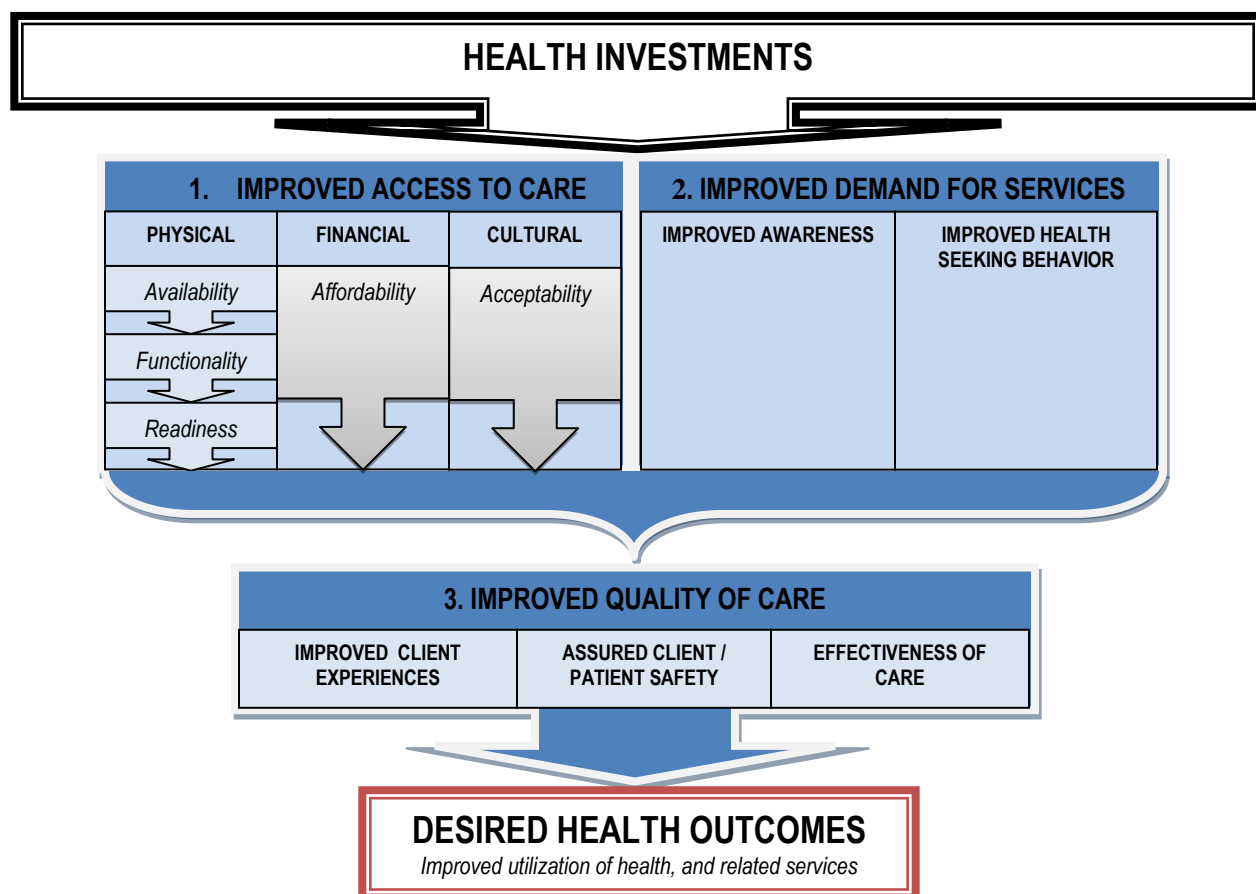 HEALTH INVESTMENTS
1. IMPROVED ACCESS TO CARE
2. IMPROVED DEMAND FOR SERVICES
PHYSICAL
FINANCIAL
CULTURAL
IMPROVED AWARENESS
IMPROVED HEALTH
SEEKING BEHAVIOR
Availability
Affordability
Acceptability
Functionality
Readiness
3. IMPROVED QUALITY OF CARE
IMPROVED CLIENT
EXPERIENCES
ASSURED CLIENT /
PATIENT SAFETY
EFFECTIVENESS OF
CARE
DESIRED HEALTH OUTCOMES
Improved utilization of health, and related services